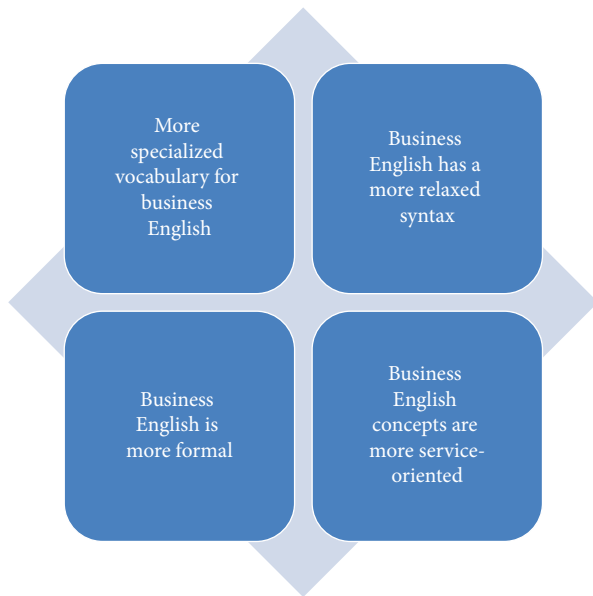 More
specialized
vocabulary for
business
English
Business
English has a
more relaxed
syntax
Business
English is
more formal
Business
English
concepts are
more service-
oriented